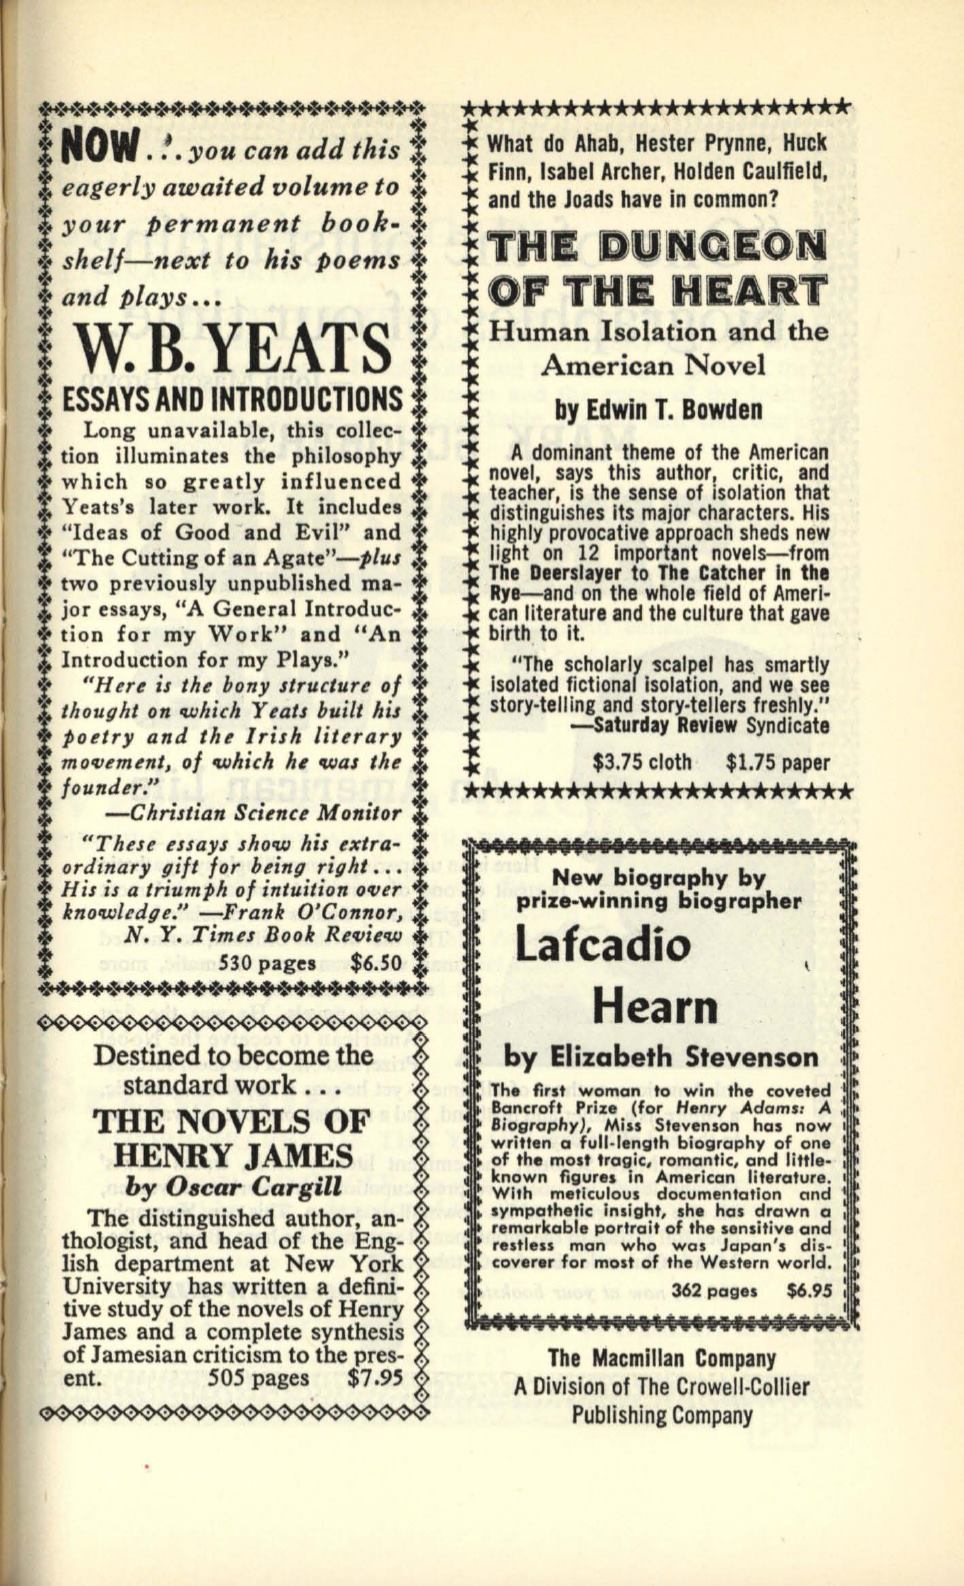 NOW... you can add this
eagerly awaited volume to
your permanent book-
shelf—next to his poems
and plays...
W. B. YEATS
ESSAYS AND INTRODUCTIONS
Long unavailable, this collec-
tion illuminates the philosophy
which so greatly influenced
Yeats's later work. It includes
"Ideas of Good and Evil" and
"The Cutting of an Agate"—plus
two previously unpublished ma-
jor essays, "A General Introduc-
tion for my Work" and "An
Introduction for my Plays."
"Here is the bony structure of
thought on which Yeats built his
poetry and the Irish literary
movement, of which he was the
founder."
—Christian Science Monitor
"These essays show his extra-
ordinary gift for being right...
His is a triumph of intuition over
knowledge." —Frank O'Connor,
N. Y. Times Book Review
530 pages $6.50
Destined to become the
standard work ...
THE NOVELS OF
HENRY JAMES
by Oscar Cargill
The distinguished author, an-
thologist, and head of the Eng-
lish department at New York
University has written a defini-
tive study of the novels of Henry
James and a complete synthesis
of Jamesian criticism to the pres-
ent. 505 pages $7.95
What do Ahab, Hester Prynne, Huck
Finn, Isabel Archer, Holden Caulfield,
and the Joads have in common?
THE DUNGEON
OF THE HEART
Human Isolation and the
American Novel
by Edwin T. Bowden
A dominant theme of the American
novel, says this author, critic, and
teacher, is the sense of isolation that
distinguishes its major characters. His
highly provocative approach sheds new
light on 12 important novels—from
The Deerslayer to The Catcher in the
Rye—and on the whole field of Ameri-
can literature and the culture that gave
birth to it.
"The scholarly scalpel has smartly
isolated fictional isolation, and we see
story-telling and story-tellers freshly."
—Saturday Review Syndicate
$3.75 cloth $1.75 paper
New biography by
prize-winning biographer
Lafcadio
Hearn
by Elizabeth Stevenson
The first woman to win the coveted
Bancroft Prize (for Henry Adams: A
Biography), Miss Stevenson has now
written a full-length biography of one
of the most tragic, romantic, and little-
known figures in American literature.
With meticulous documentation and
sympathetic insight, she has drawn a
remarkable portrait of the sensitive and
restless man who was Japan's dis-
coverer for most of the Western world.
362 pages $6.95
The Macmillan Company
A Division of The Crowell-Collier
Publishing Company